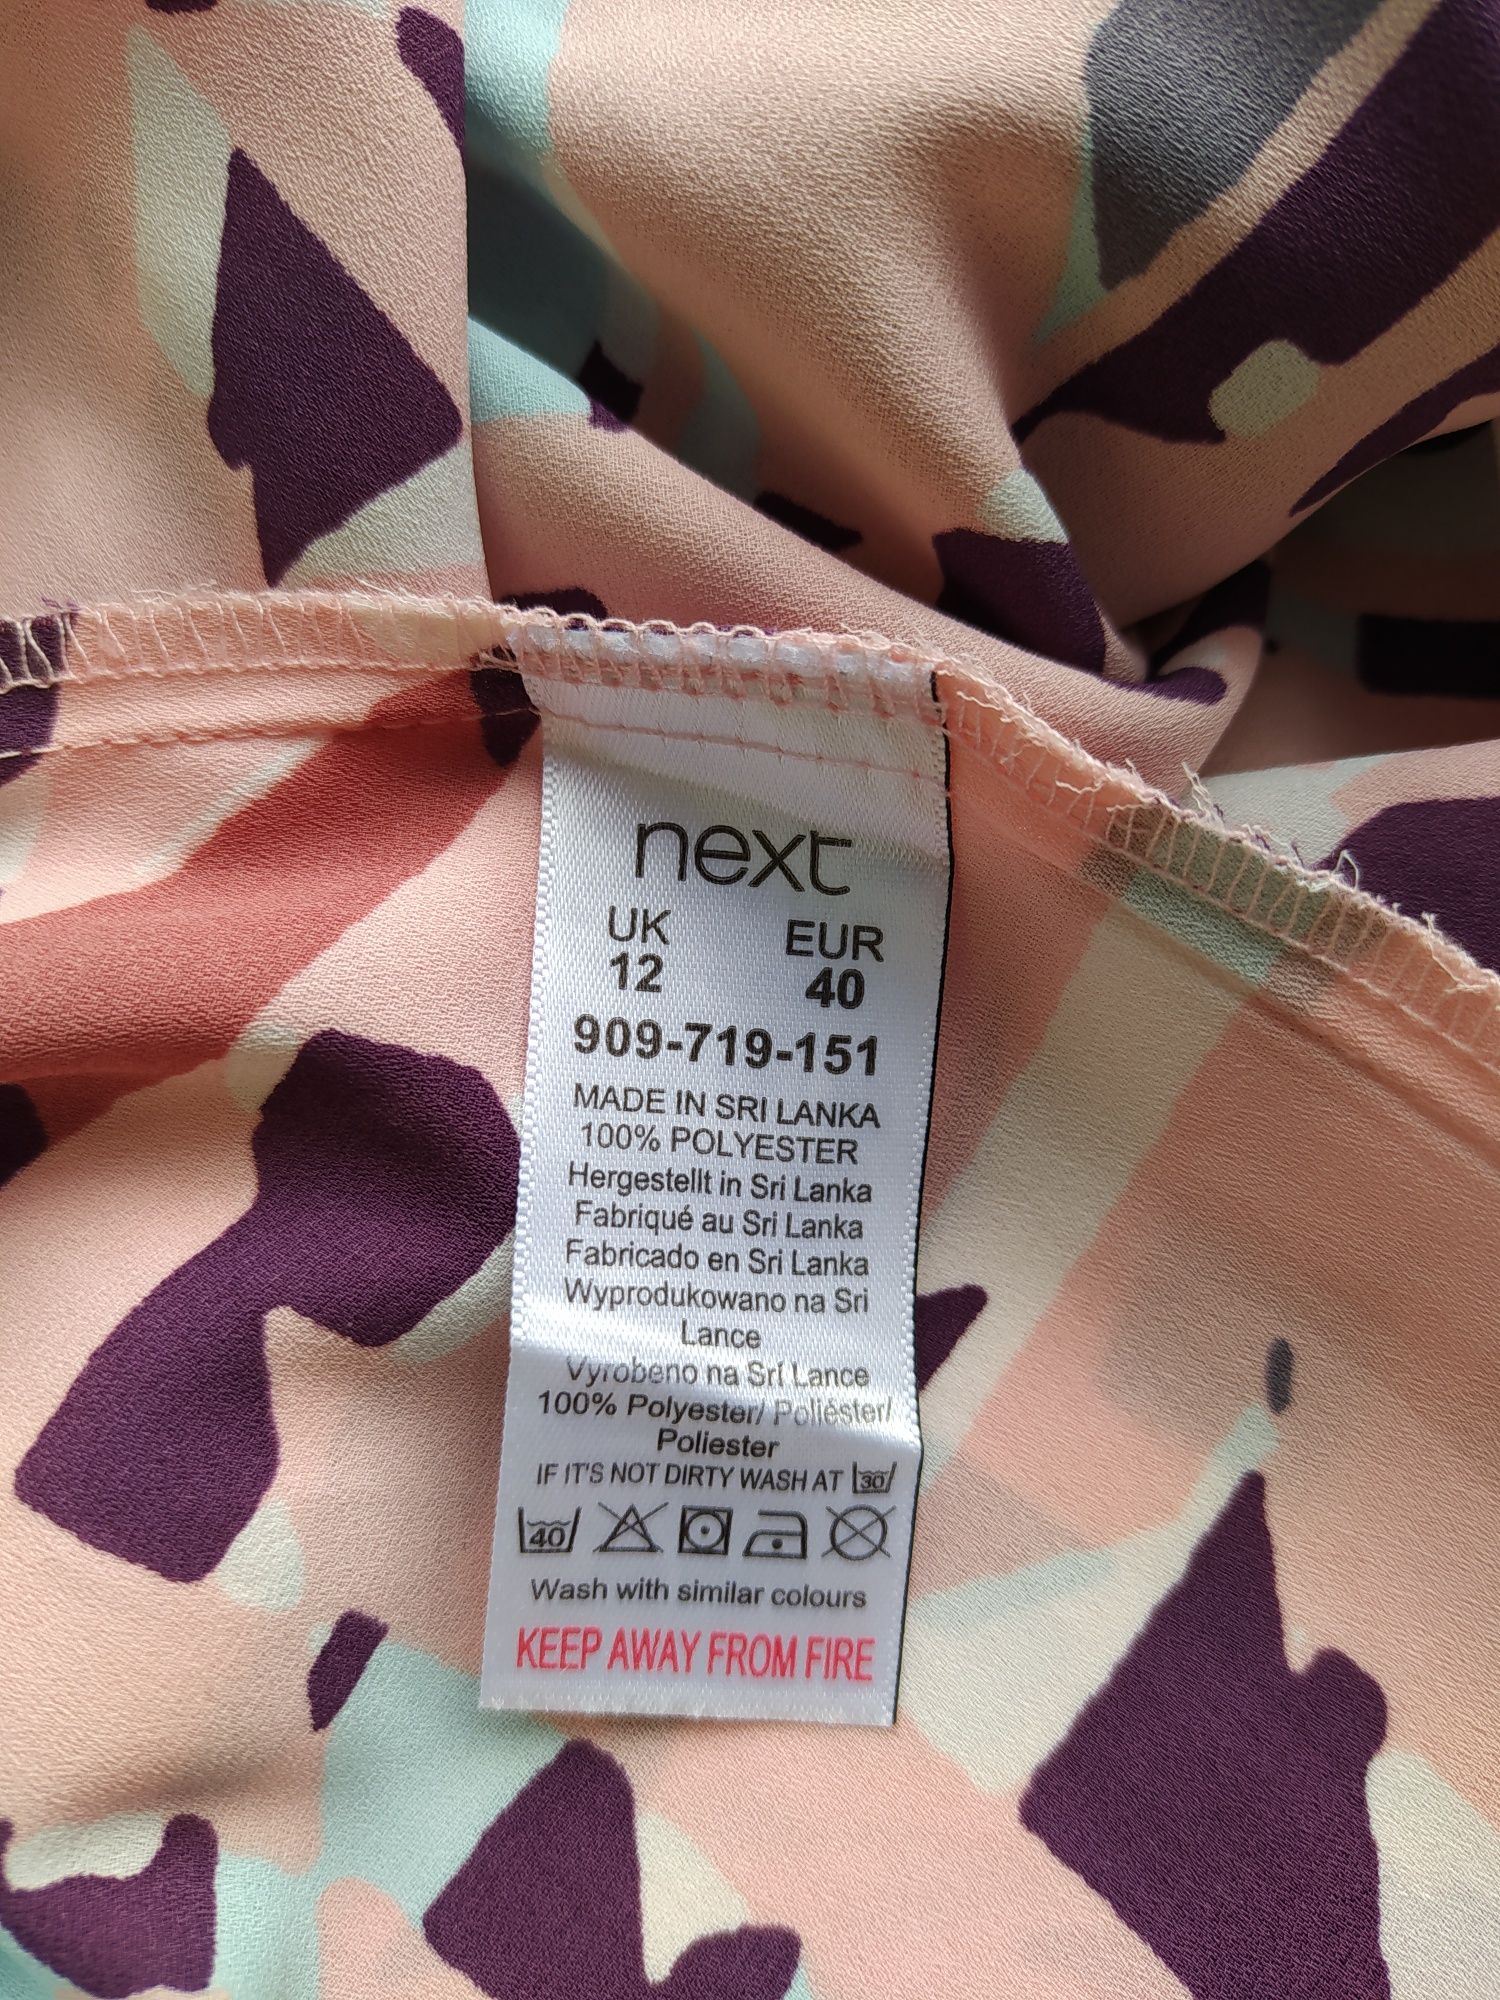 next
UK EUR
12 40
909-719-151
MADE IN SRI LANKA
100% POLYESTER
Hergestellt in Sri Lanka
Fabriqué au Sri Lanka
Fabricado en Sri Lanka
Wyprodukowano na Sri
Lance
Vyrobeno na Srí Lance
100% Polyester/ Poliéster/
Poliester
IF IT'S NOT DIRTY WASH AT 30
40
Wash with similar colours
KEEP AWAY FROM FIRE